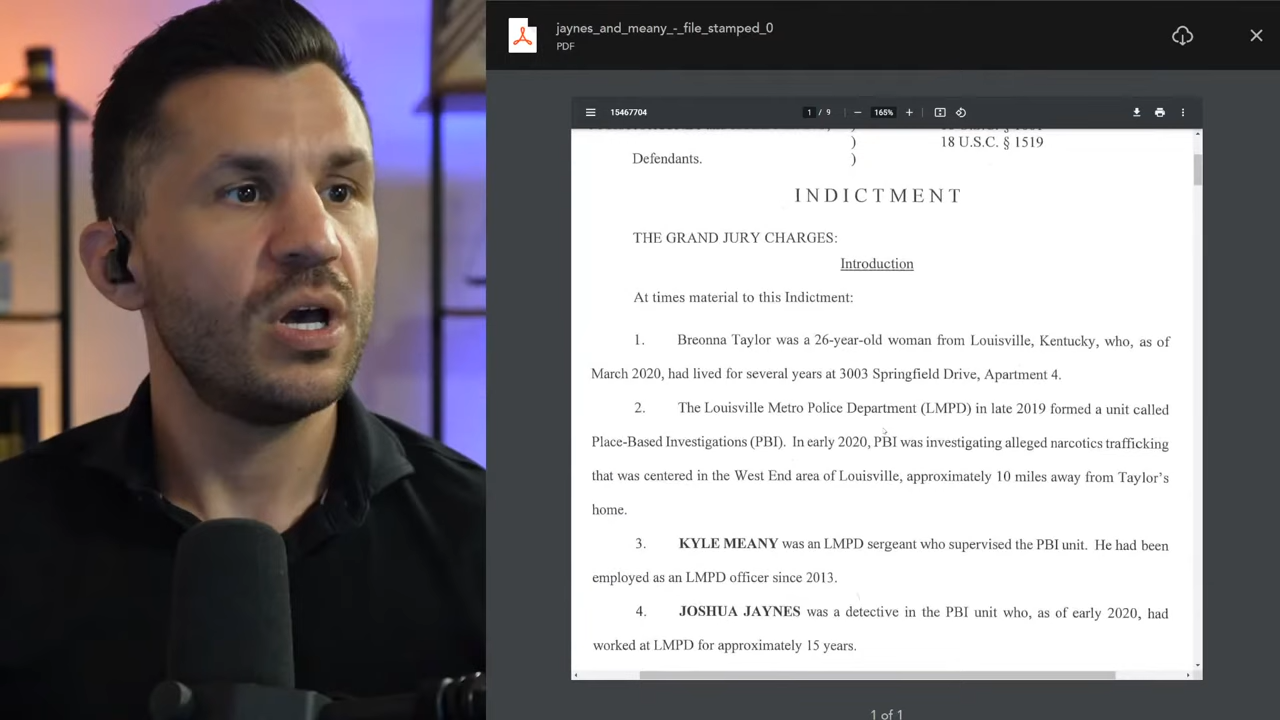 jaynes_and_meany_-_file_stamped_0
PDF
15467704
1 / 9
165%
)
18 U.S.C. § 1519
Defendants.
)
INDICTMENT
THE GRAND JURY CHARGES:
Introduction
At times material to this Indictment:
1. Breonna Taylor was a 26-year-old woman from Louisville, Kentucky, who, as of
March 2020, had lived for several years at 3003 Springfield Drive, Apartment 4.
2. The Louisville Metro Police Department (LMPD) in late 2019 formed a unit called
Place-Based Investigations (PBI). In early 2020, PBI was investigating alleged narcotics trafficking
that was centered in the West End area of Louisville, approximately 10 miles away from Taylor's
home.
3. KYLE MEANY was an LMPD sergeant who supervised the PBI unit. He had been
employed as an LMPD officer since 2013.
4. JOSHUA JAYNES was a detective in the PBI unit who, as of early 2020, had
worked at LMPD for approximately 15 years.
1 of 1